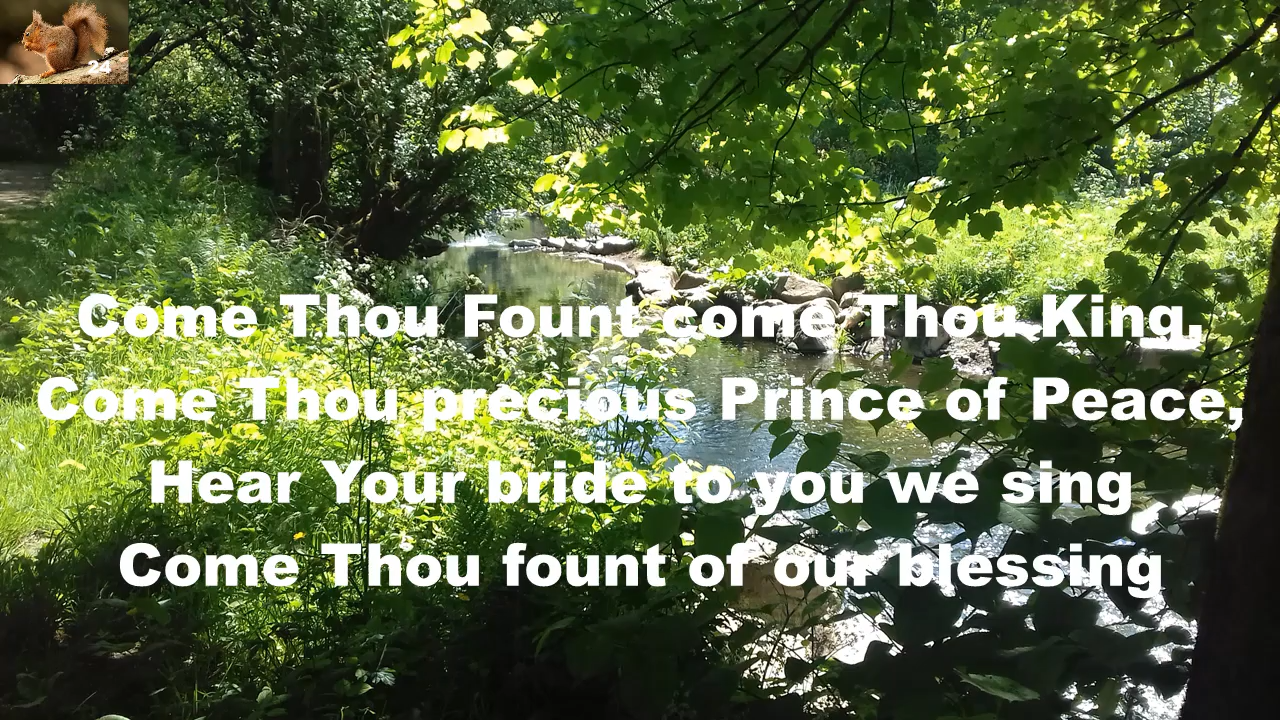 24
Come Thou Fount come Thou King,
Come Thou precious Prince of Peace,
Hear Your bride to you we sing
Come Thou fount of our blessing